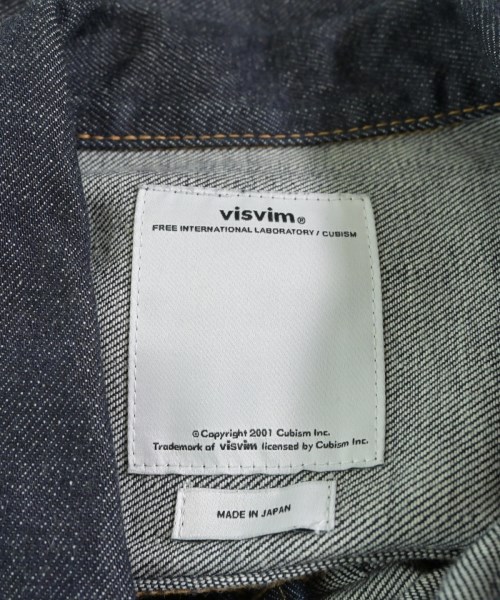 visvim®
FREE INTERNATIONAL LABORATORY / CUBISM
©Copyright 2001 Cubism Inc.
Trademark of visvim licensed by Cubism Inc.
MADE IN JAPAN